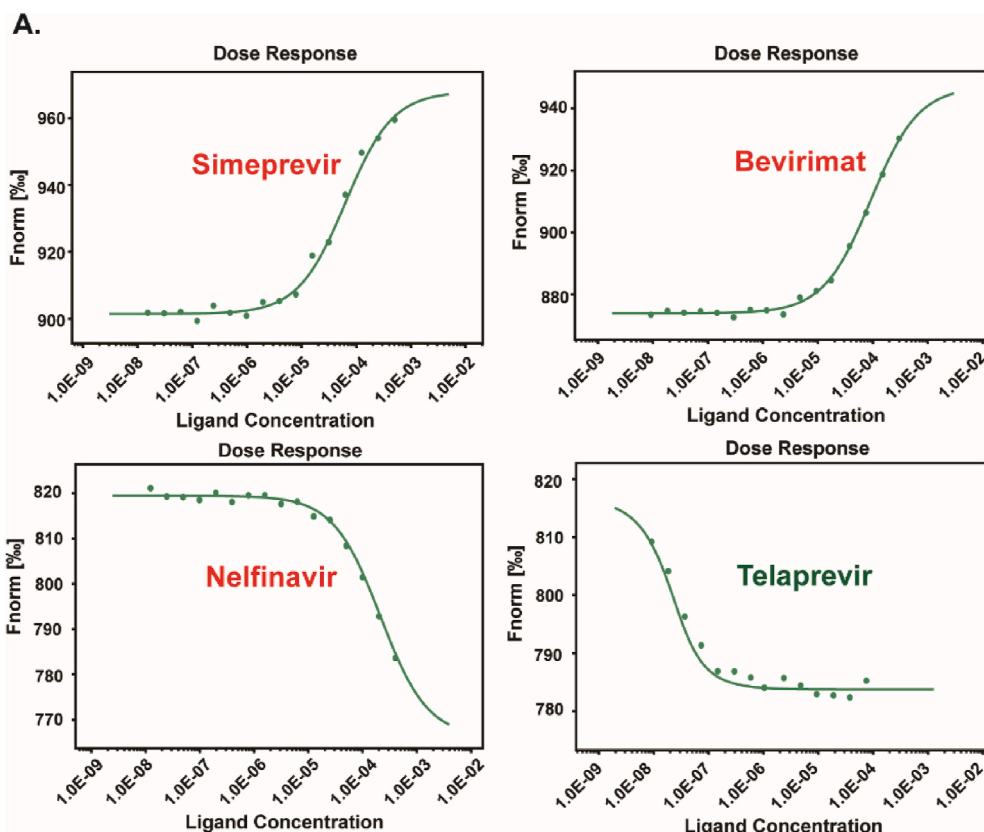 A.
Dose Response
Fnorm [‰]
960
940
920
900
Simeprevir
1.0E-09 1.0E-08 1.0E-07 1.0E-06 1.0E-05 1.0E-04 1.0E-03 1.0E-02
Ligand Concentration
Dose Response
Fnorm [‰]
940
920
900
880
Bevirimat
1.0E-09 1.0E-08 1.0E-07 1.0E-06 1.0E-05 1.0E-04 1.0E-03 1.0E-02
Ligand Concentration
Dose Response
Fnorm [‰]
820
810
800
790
780
770
Nelfinavir
1.0E-09 1.0E-08 1.0E-07 1.0E-06 1.0E-05 1.0E-04 1.0E-03 1.0E-02
Ligand Concentration
Dose Response
Fnorm [‰]
820
810
800
790
780
Telaprevir
1.0E-09 1.0E-08 1.0E-07 1.0E-06 1.0E-05 1.0E-04 1.0E-03 1.0E-02
Ligand Concentration